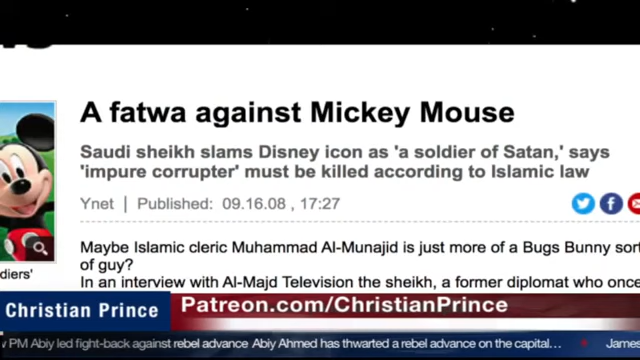 A fatwa against Mickey Mouse
Saudi sheikh slams Disney icon as 'a soldier of Satan,' says
'impure corrupter' must be killed according to Islamic law
Ynet | Published: 09.16.08 , 17:27
Maybe Islamic cleric Muhammad Al-Munajid is just more of a Bugs Bunny sort
of guy?
diers'
In an interview with Al-Majd Television the sheikh, a former diplomat who once
Christian Prince
Patreon.com/ChristianPrince
w PM Abiy led fight-back against rebel advance Abiy Ahmed has thwarted a rebel advance on the capital... James